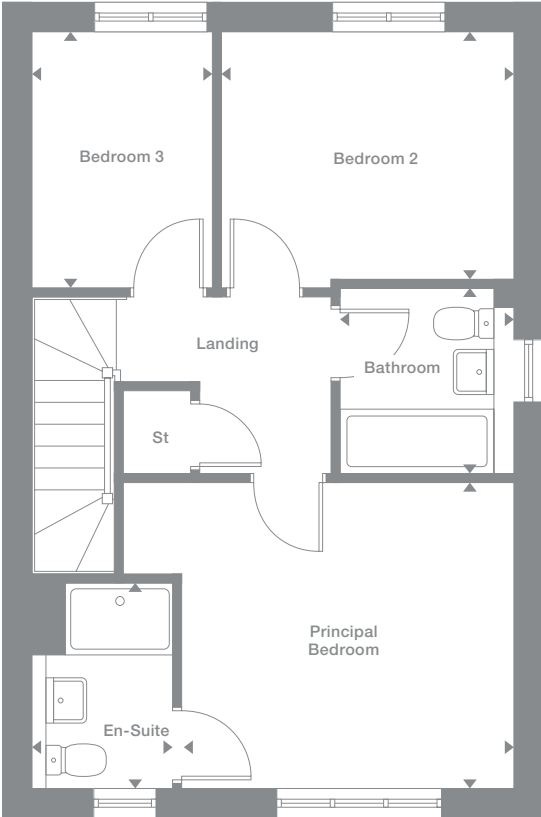 Bedroom 3
Bedroom 2
Landing
Bathroom
St
Principal
Bedroom
En-Suite